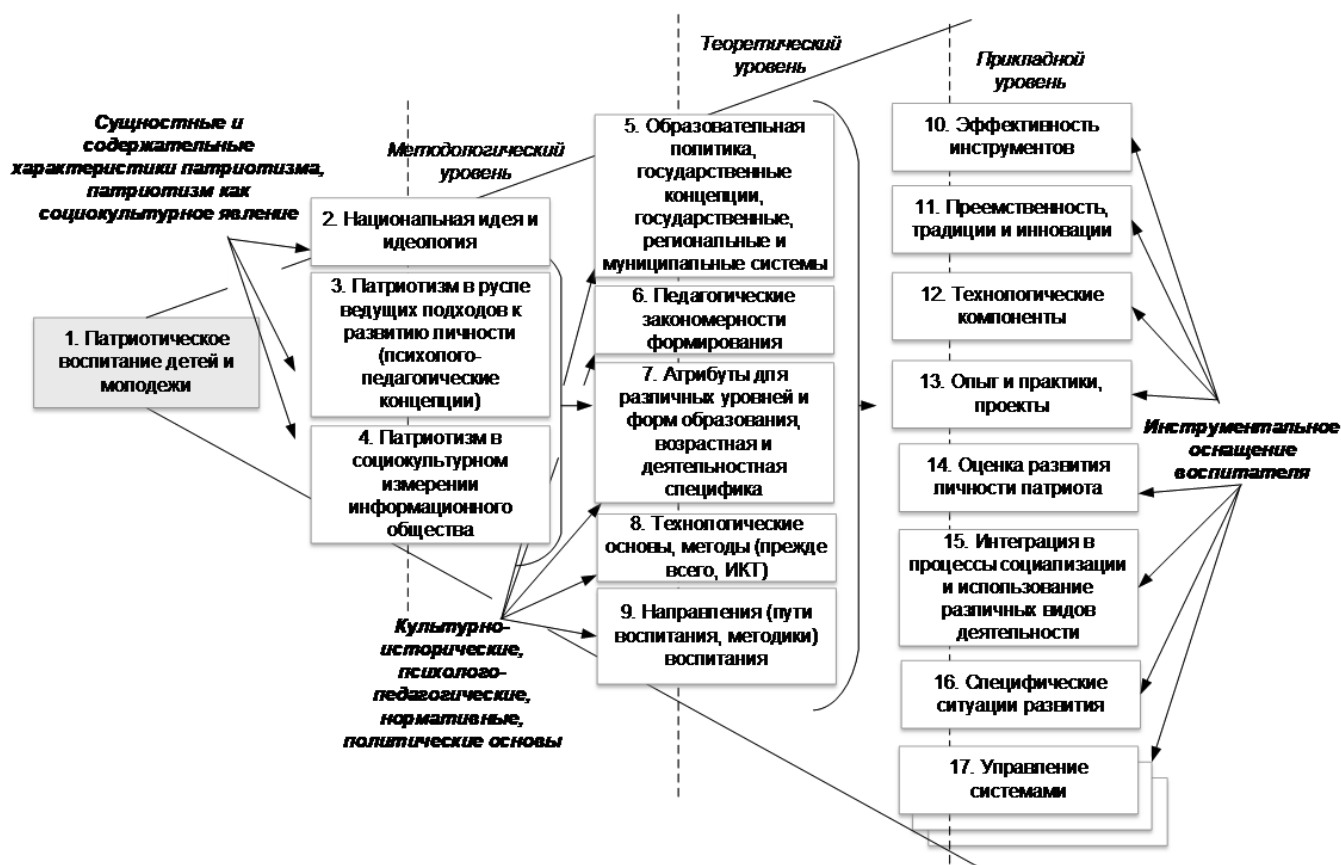 Теоретический
уровень
Прикладной
уровень
Сущностные и
содержательные
характеристики патриотизма,
патриотизм как
социокультурное явление
Методологический
уровень
1. Патриотическое
воспитание детей и
молодежи
2. Национальная идея и
идеология
3. Патриотизм в русле
ведущих подходов к
развитию личности
(психолого-
педагогические
концепции)
4. Патриотизм в
социокультурном
измерении
информационного
общества
Культурно-
исторические,
психолого-
педагогические,
нормативные,
политические основы
5. Образовательная
политика,
государственные
концепции,
государственные,
региональные и
муниципальные системы
6. Педагогические
закономерности
формирования
7. Атрибуты для
различных уровней и
форм образования,
возрастная и
деятельностная
специфика
8. Технологические
основы, методы (прежде
всего, ИКТ)
9. Направления (пути
воспитания, методики)
воспитания
10. Эффективность
инструментов
11. Преемственность,
традиции и инновации
12. Технологические
компоненты
13. Опыт и практики,
проекты
14. Оценка развития
личности патриота
15. Интеграция в
процессы социализации
и использование
различных видов
деятельности
16. Специфические
ситуации развития
17. Управление
системами
Инструментальное
оснащение
воспитателя